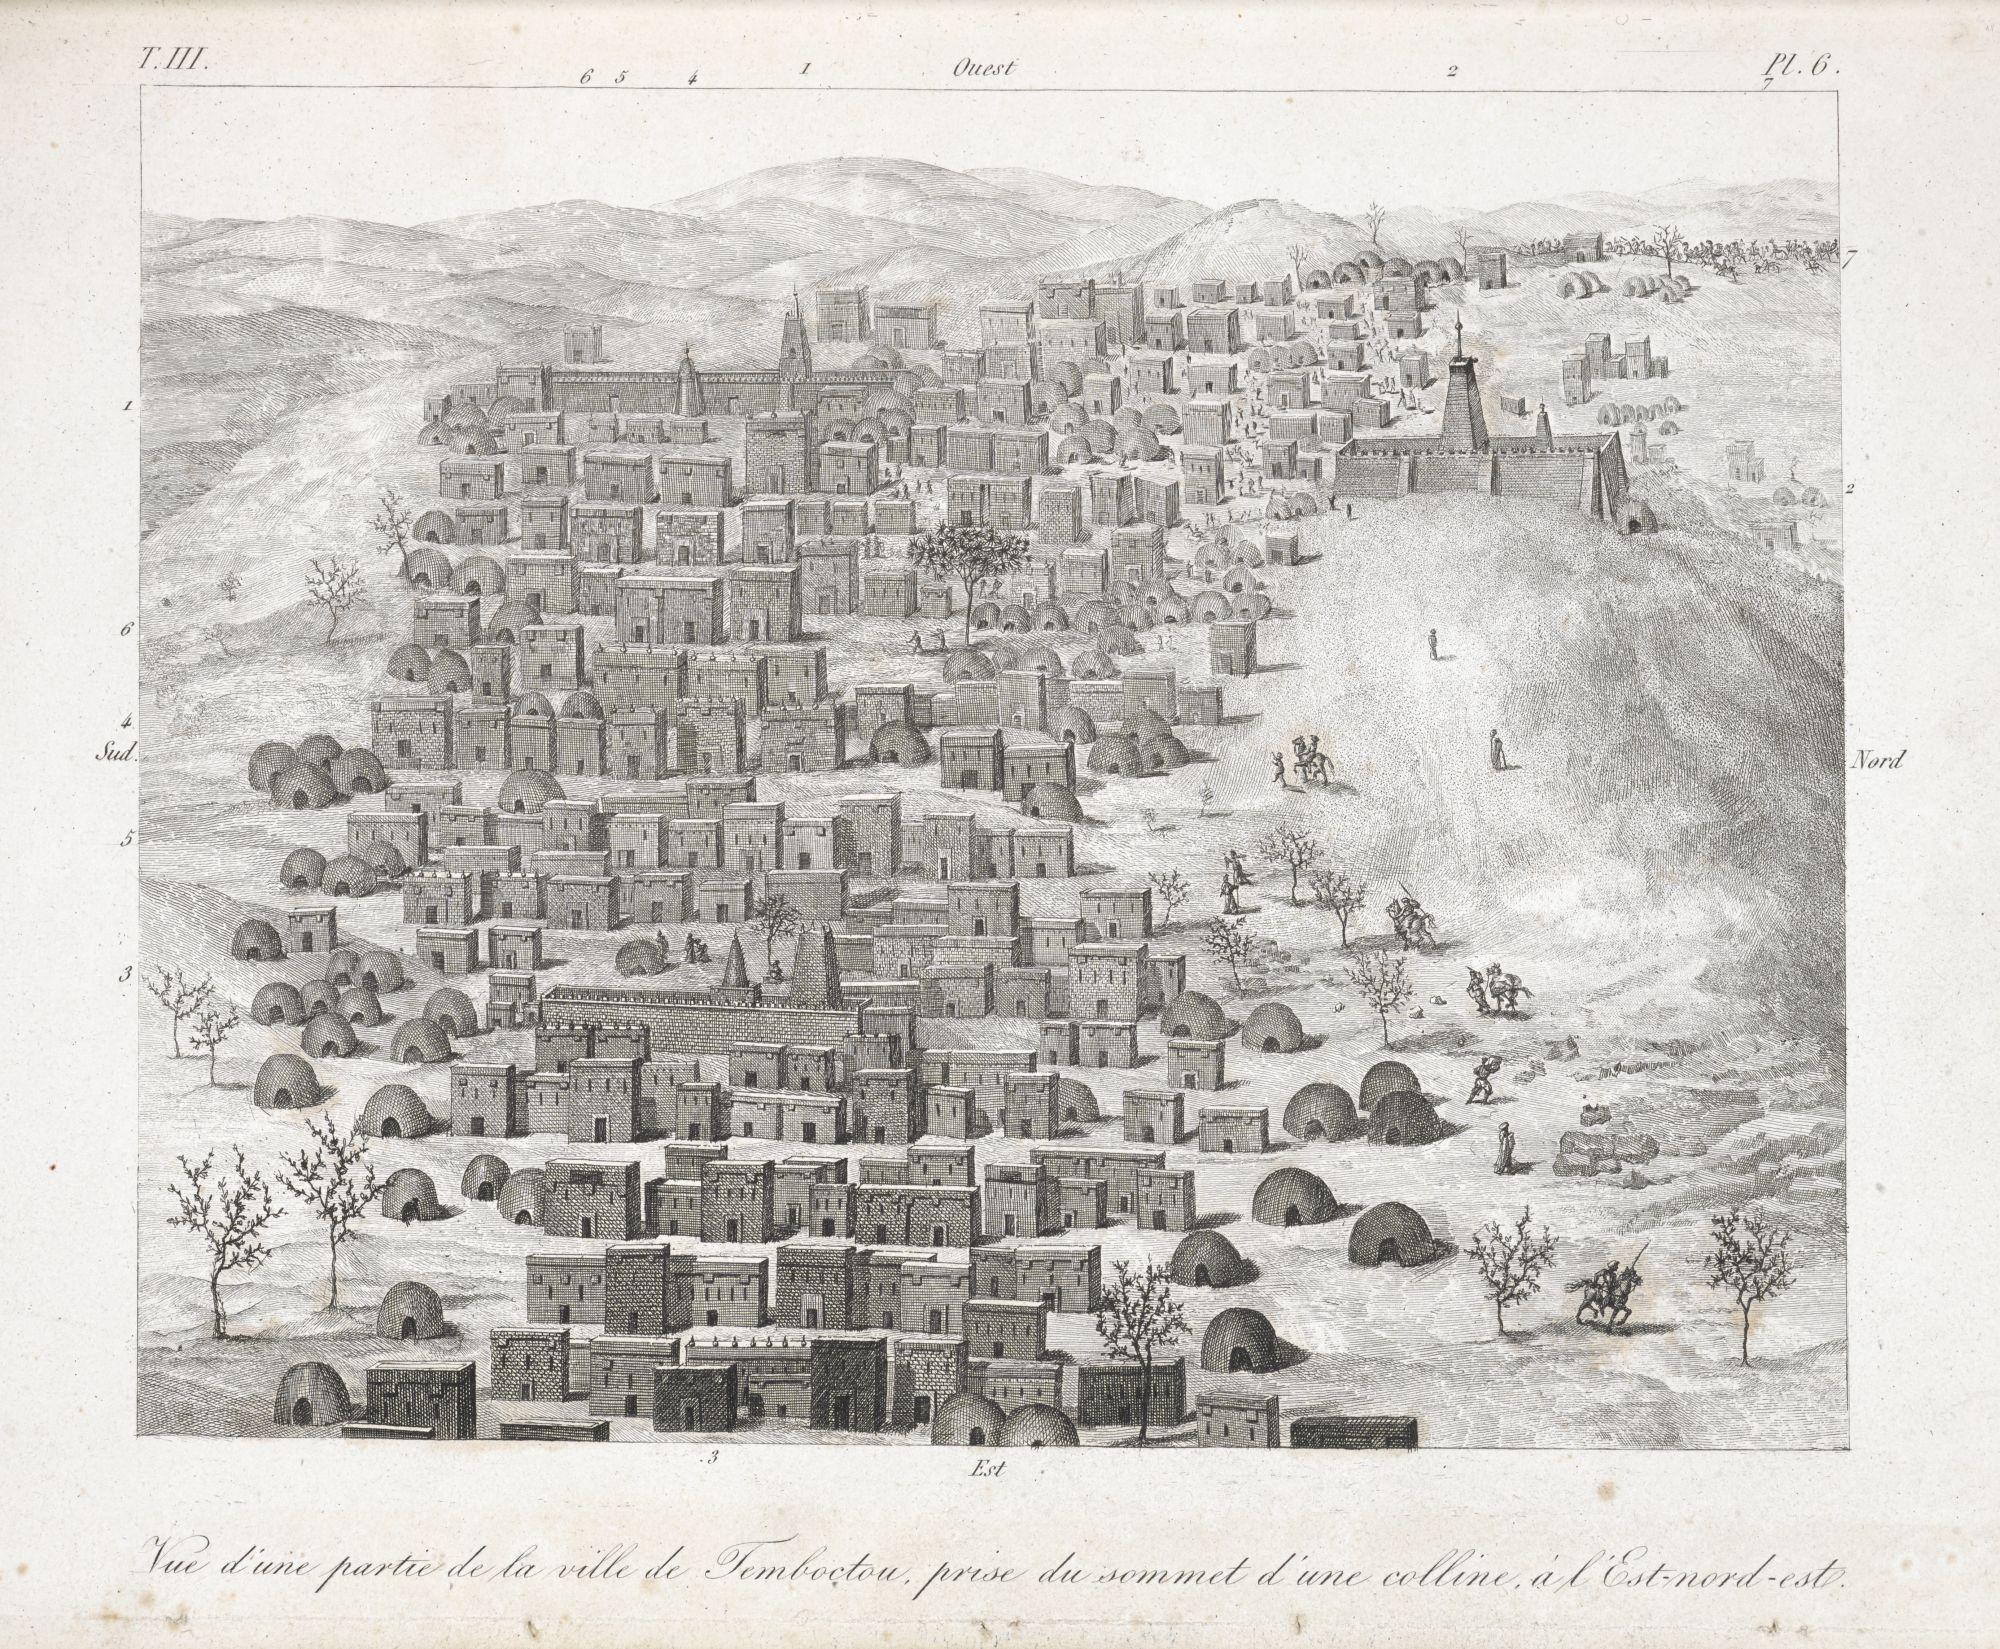 T.III.
6 5 4 1 Ouest 2 Pl. 6.
7
7
1
2
6
4
Sud. Nord
5
3
3
Est
Vue d'une partie de la ville de Temboctou, prise du sommet d'une colline, à l'Est-nord-est.